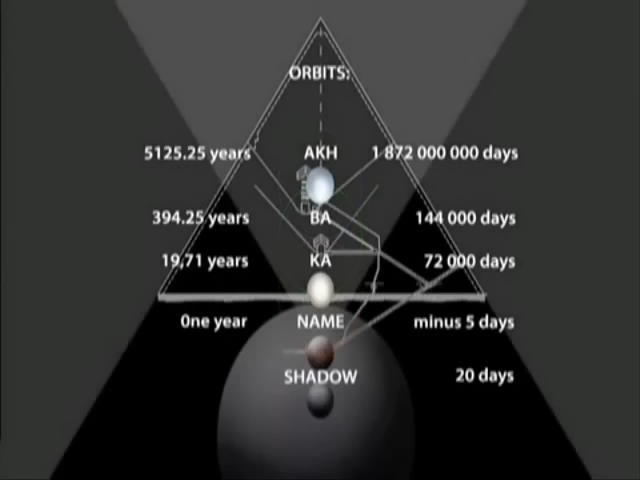 ORBITS:
5125.25 years AKH 1 872 000 000 days
394.25 years BA 144 000 days
19,71 years KA 72 000 days
One year NAME minus 5 days
SHADOW 20 days